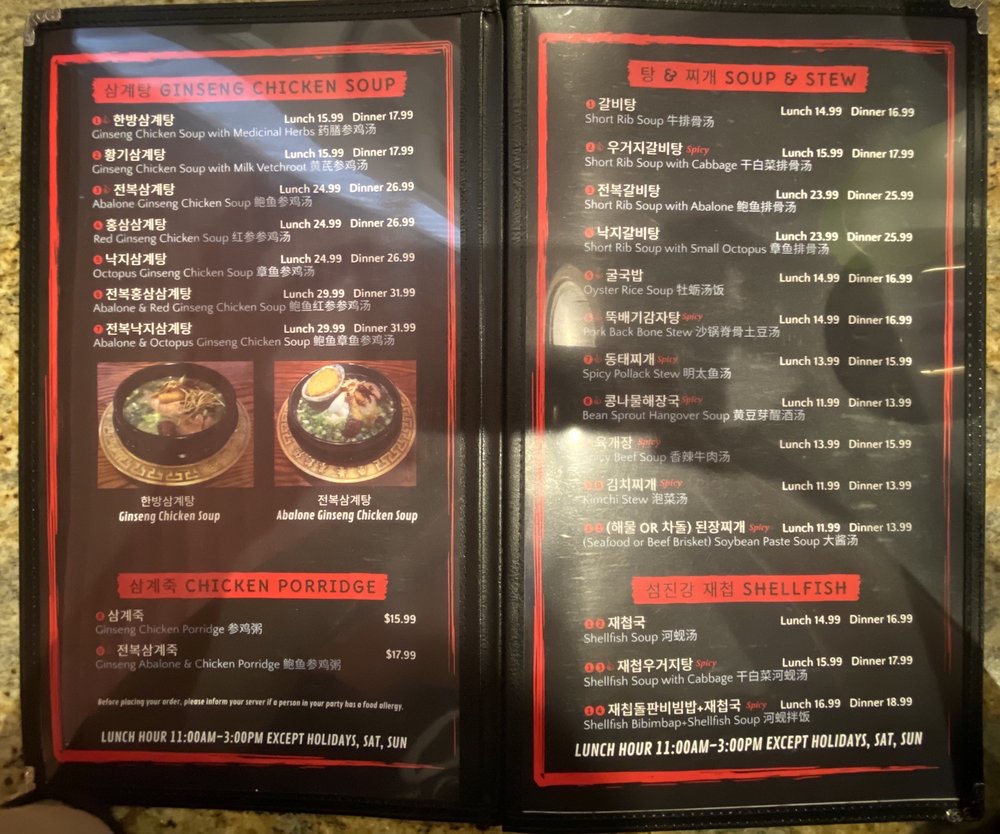 삼계탕 GINSENG CHICKEN SOUP
1 한방삼계탕 Lunch 15.99 Dinner 17.99
Ginseng Chicken Soup with Medicinal Herbs 药膳参鸡汤
2 황기삼계탕 Lunch 15.99 Dinner 17.99
Ginseng Chicken Soup with Milk Vetchroot 黄芪参鸡汤
3 전복삼계탕 Lunch 24.99 Dinner 26.99
Abalone Ginseng Chicken Soup 鲍鱼参鸡汤
4 홍삼삼계탕 Lunch 24.99 Dinner 26.99
Red Ginseng Chicken Soup 红参参鸡汤
5 낙지삼계탕 Lunch 24.99 Dinner 26.99
Octopus Ginseng Chicken Soup 章鱼参鸡汤
6 전복홍삼삼계탕 Lunch 29.99 Dinner 31.99
Abalone & Red Ginseng Chicken Soup 鲍鱼红参参鸡汤
7 전복낙지삼계탕 Lunch 29.99 Dinner 31.99
Abalone & Octopus Ginseng Chicken Soup 鲍鱼章鱼参鸡汤
한방삼계탕
Ginseng Chicken Soup
전복삼계탕
Abalone Ginseng Chicken Soup
삼계죽 CHICKEN PORRIDGE
8 삼계죽 $15.99
Ginseng Chicken Porridge 参鸡粥
9 전복삼계죽 $17.99
Ginseng Abalone & Chicken Porridge 鲍鱼参鸡粥
Before placing your order, please inform your server if a person in your party has a food allergy.
LUNCH HOUR 11:00AM-3:00PM EXCEPT HOLIDAYS, SAT, SUN
탕 & 찌개 SOUP & STEW
1 갈비탕 Lunch 14.99 Dinner 16.99
Short Rib Soup 牛排骨汤
2 우거지갈비탕 Spicy Lunch 15.99 Dinner 17.99
Short Rib Soup with Cabbage 干白菜排骨汤
3 전복갈비탕 Lunch 23.99 Dinner 25.99
Short Rib Soup with Abalone 鲍鱼排骨汤
4 낙지갈비탕 Lunch 23.99 Dinner 25.99
Short Rib Soup with Small Octopus 章鱼排骨汤
5 굴국밥 Lunch 14.99 Dinner 16.99
Oyster Rice Soup 牡蛎汤饭
6 뚝배기감자탕 Spicy Lunch 14.99 Dinner 16.99
Pork Back Bone Stew 沙锅脊骨土豆汤
7 동태찌개 Spicy Lunch 13.99 Dinner 15.99
Spicy Pollack Stew 明太鱼汤
8 콩나물해장국 Spicy Lunch 11.99 Dinner 13.99
Bean Sprout Hangover Soup 黄豆芽醒酒汤
육개장 Spicy Lunch 13.99 Dinner 15.99
Spicy Beef Soup 香辣牛肉汤
10 김치찌개 Spicy Lunch 11.99 Dinner 13.99
Kimchi Stew 泡菜汤
11 (해물 OR 차돌) 된장찌개 Spicy Lunch 11.99 Dinner 13.99
(Seafood or Beef Brisket) Soybean Paste Soup 大酱汤
섬진강 재첩 SHELLFISH
12 재첩국 Lunch 14.99 Dinner 16.99
Shellfish Soup 河蚬汤
13 재첩우거지탕 Spicy Lunch 15.99 Dinner 17.99
Shellfish Soup with Cabbage 干白菜河蚬汤
14 재첩돌판비빔밥+재첩국 Spicy Lunch 16.99 Dinner 18.99
Shellfish Bibimbap+Shellfish Soup 河蚬拌饭
LUNCH HOUR 11:00AM-3:00PM EXCEPT HOLIDAYS, SAT, SUN